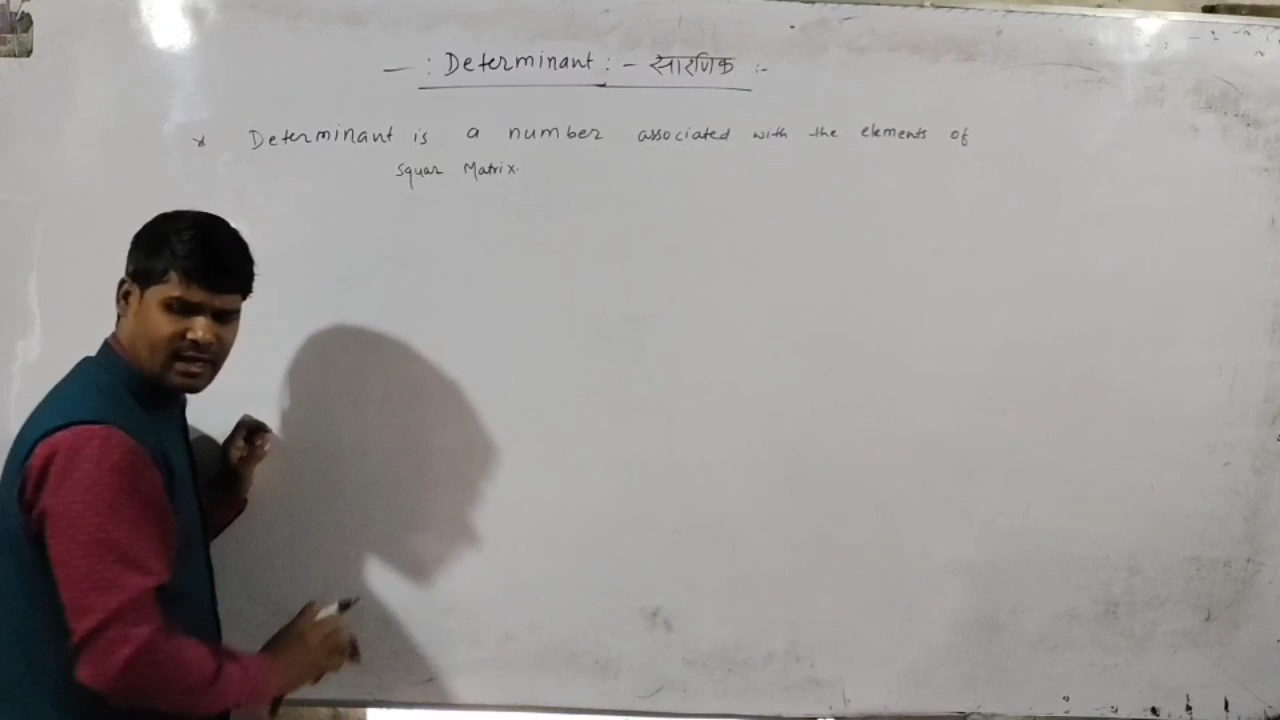 — : Determinant : - सारणिक :-
* Determinant is a number associated with the elements of
Squar Matrix.